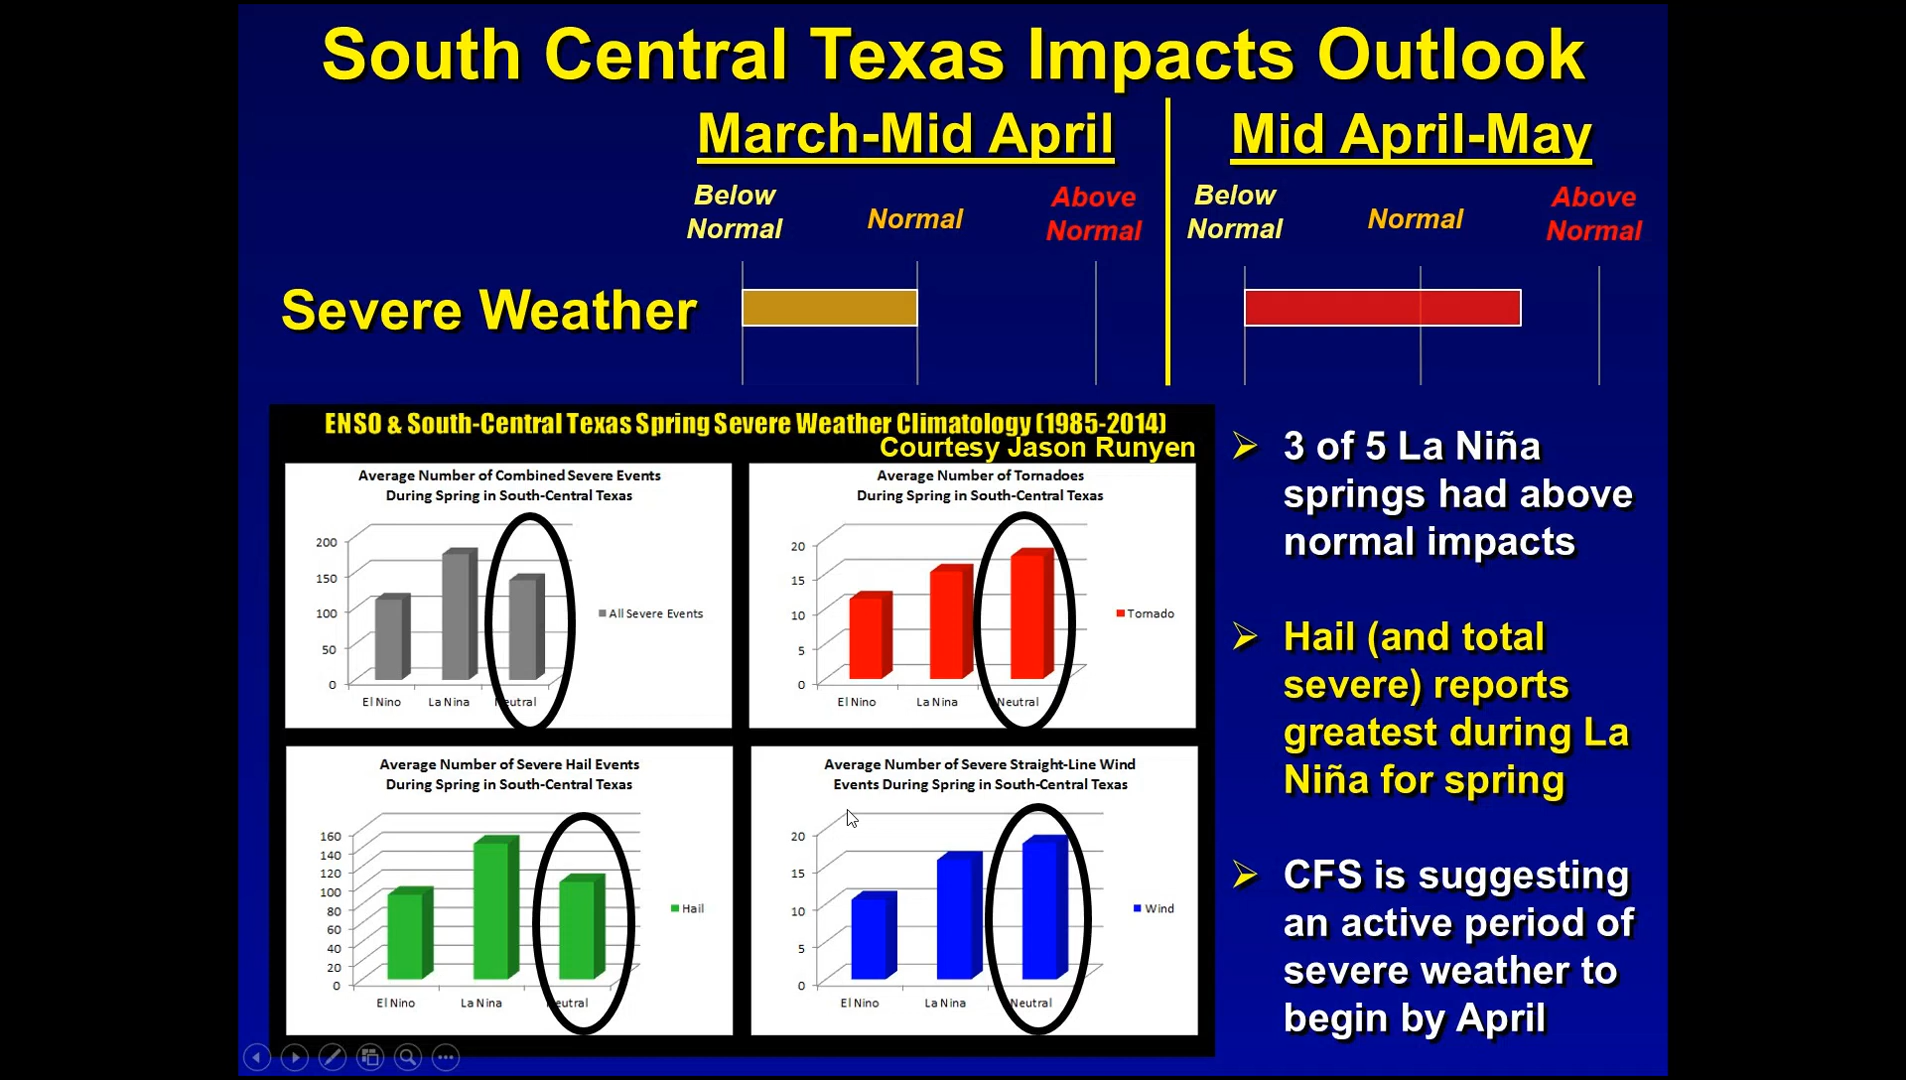 South Central Texas Impacts Outlook
March-Mid April
Mid April-May
Below
Normal
Normal
Above
Normal
Below
Normal
Normal
Above
Normal
Severe Weather
ENSO & South-Central Texas Spring Severe Weather Climatology (1985-2014)
Courtesy Jason Runyen
Average Number of Combined Severe Events
During Spring in South-Central Texas
200
150
100
50
0
El Nino
La Nina
Neutral
All Severe Events
Average Number of Tornadoes
During Spring in South-Central Texas
20
15
10
5
0
El Nino
La Nina
Neutral
Tornado
Average Number of Severe Hail Events
During Spring in South-Central Texas
160
140
120
100
80
60
40
20
0
El Nino
La Nina
Neutral
Hail
Average Number of Severe Straight-Line Wind
Events During Spring in South-Central Texas
20
15
10
5
0
El Nino
La Nina
Neutral
Wind
3 of 5 La Niña
springs had above
normal impacts
Hail (and total
severe) reports
greatest during La
Niña for spring
CFS is suggesting
an active period of
severe weather to
begin by April